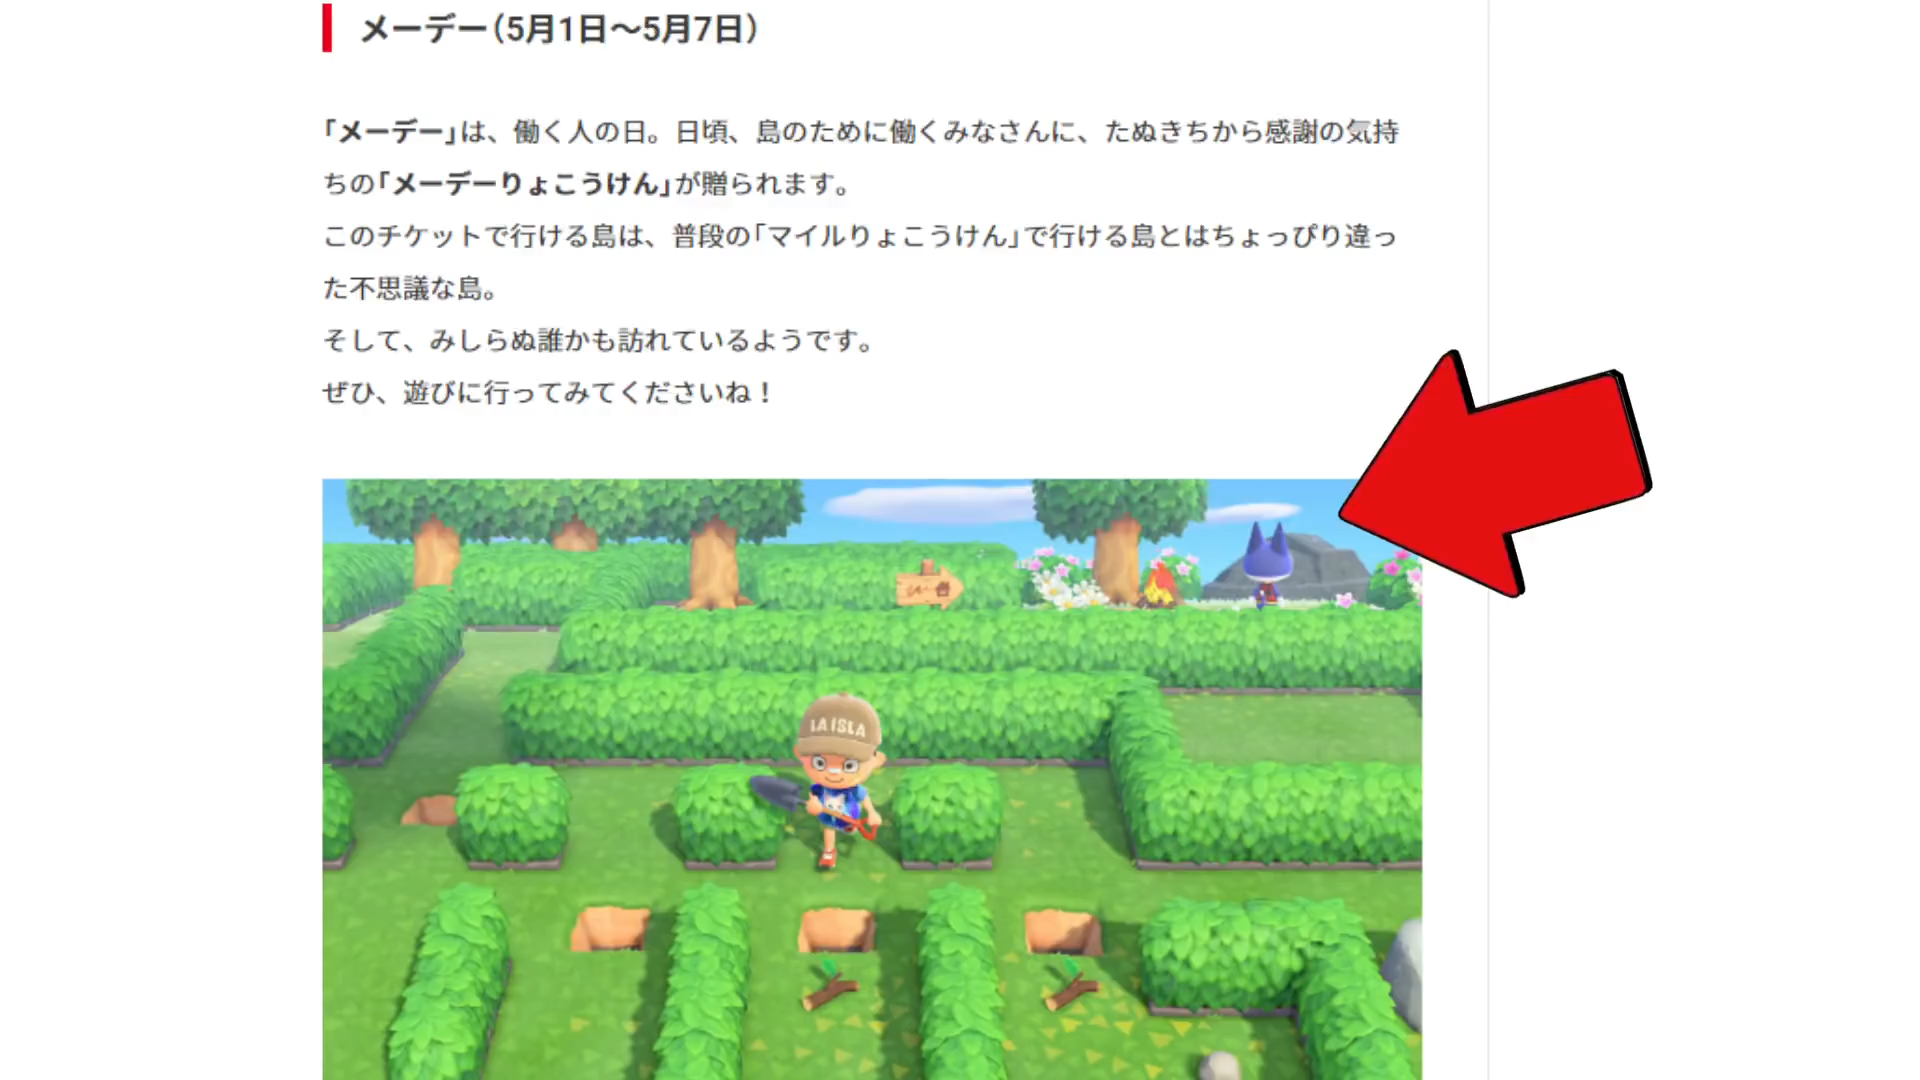 メーデー（5月1日～5月7日）
「メーデー」は、働く人の日。日頃、島のために働くみなさんに、たぬきちから感謝の気持
ちの「メーデーりょこうけん」が贈られます。
このチケットで行ける島は、普段の「マイルりょこうけん」で行ける島とはちょっぴり違っ
た不思議な島。
そして、みしらぬ誰かも訪れているようです。
ぜひ、遊びに行ってみてくださいね！
LA ISLA